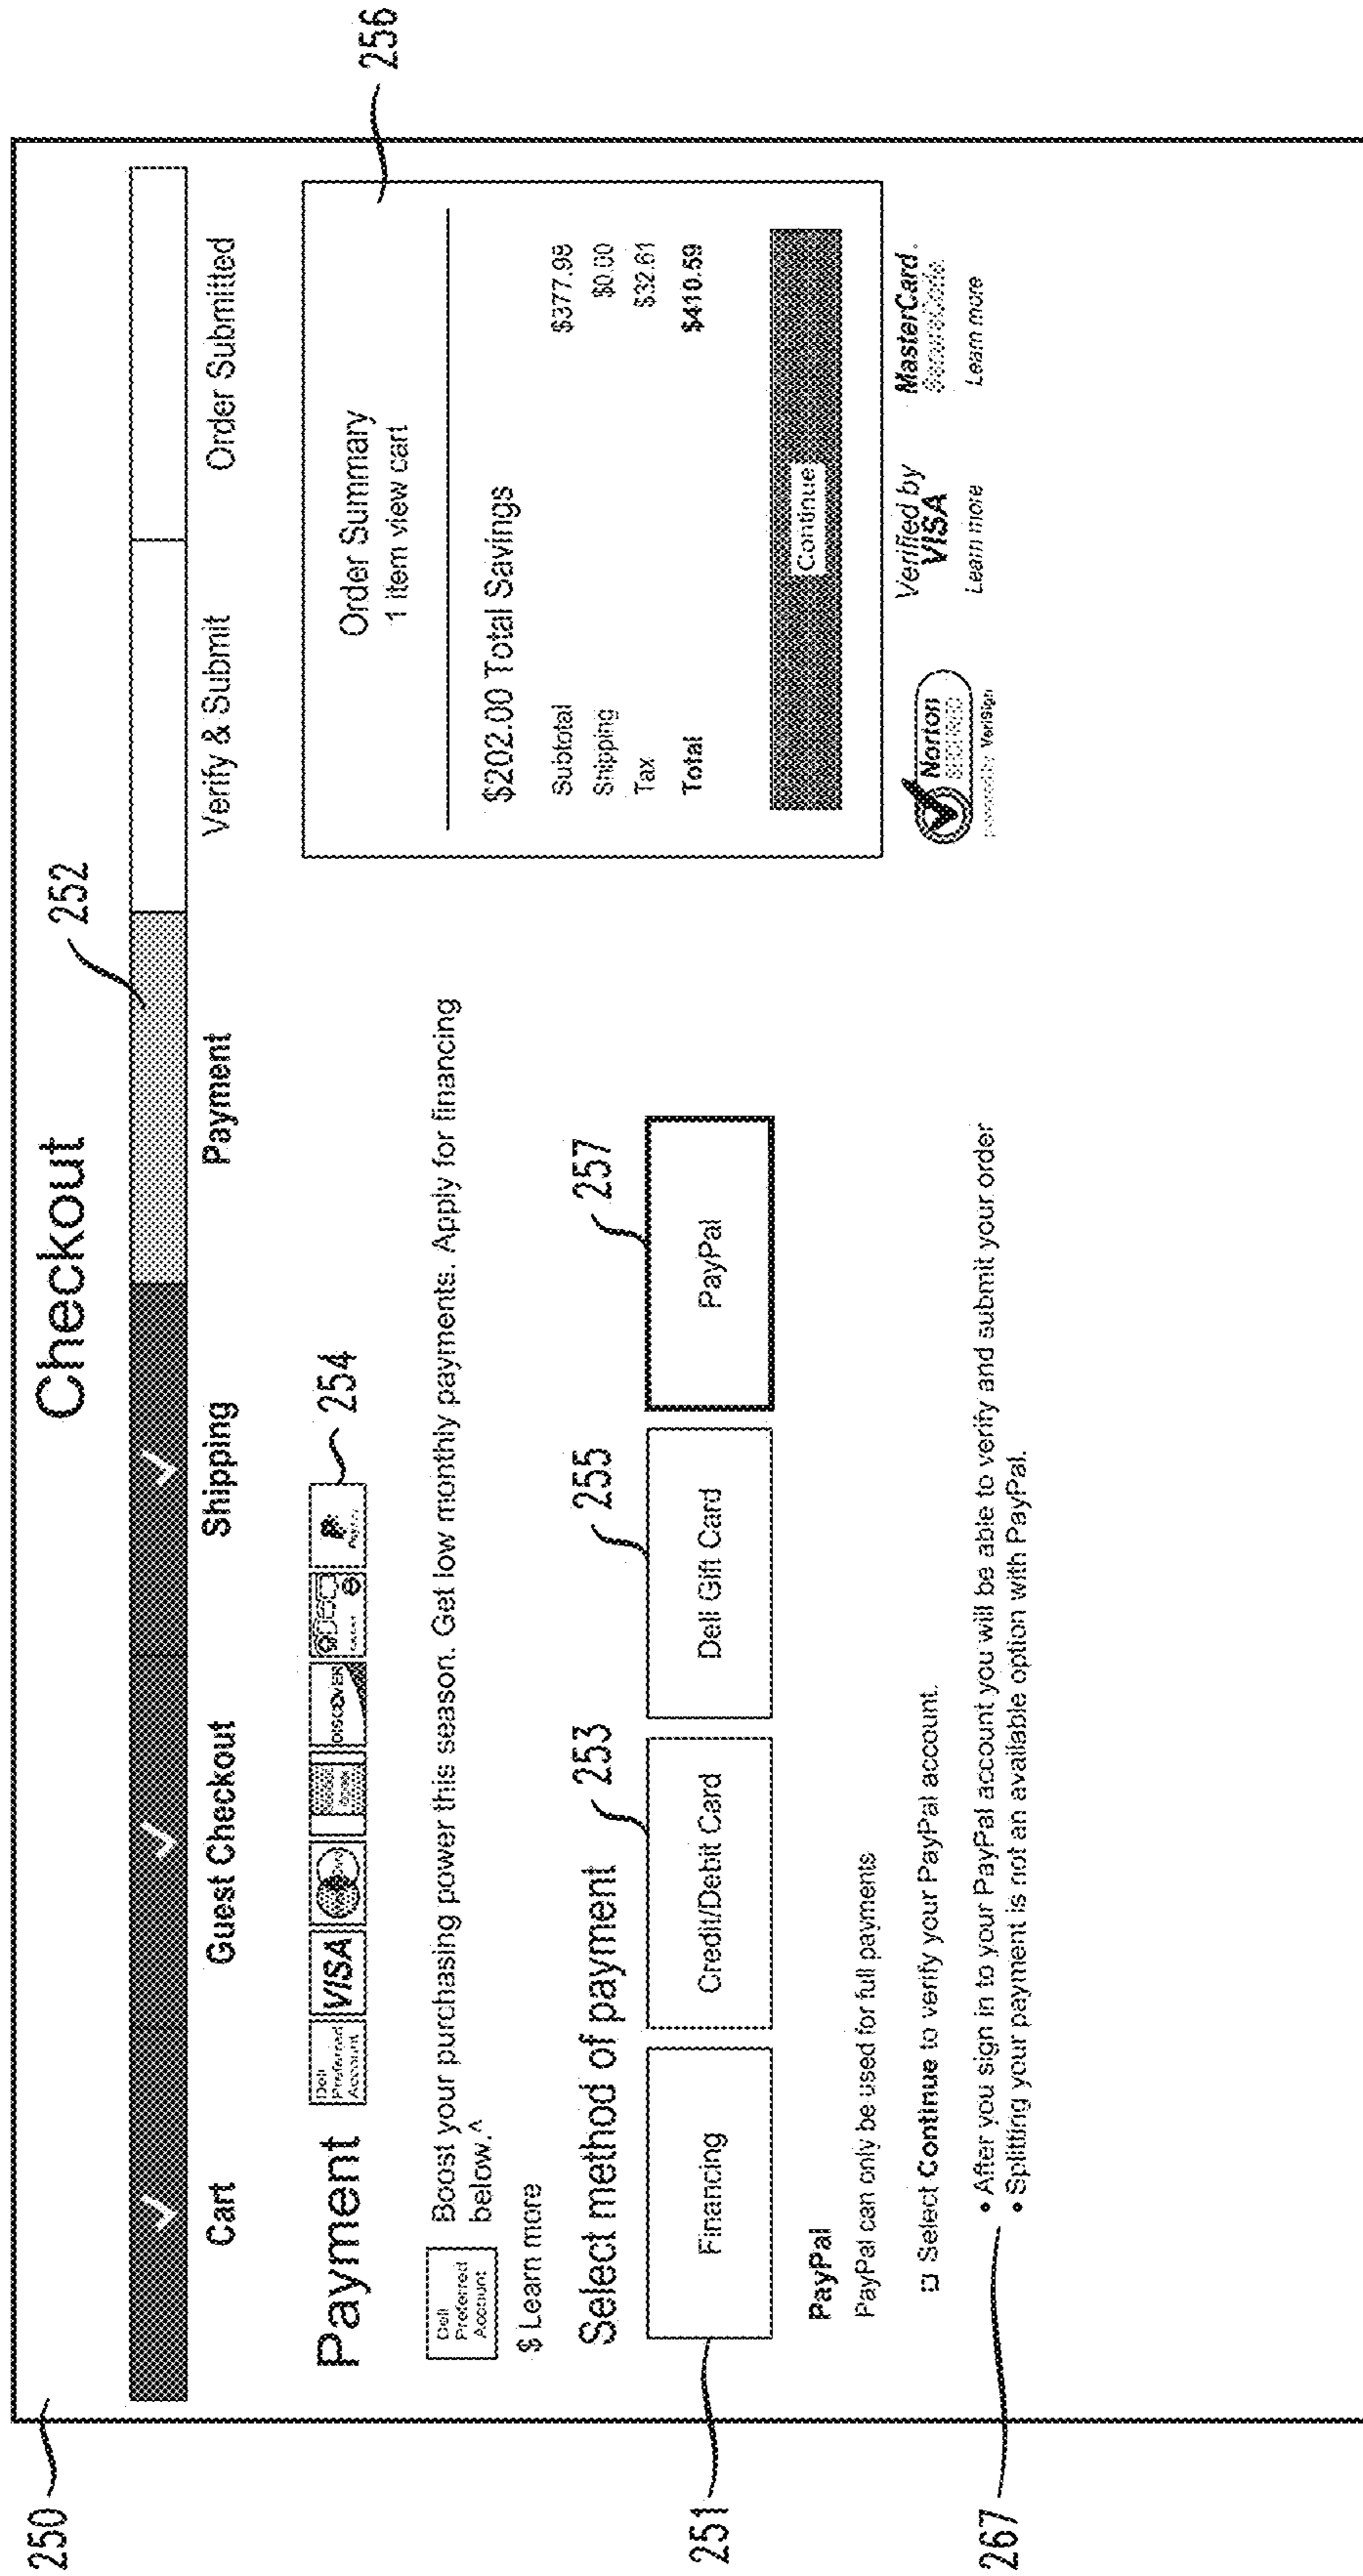 250
Checkout
252
Cart
Guest Checkout
Shipping
Payment
Verify & Submit
Order Submitted
Payment
Dell
Preferred
Account
VISA
DISCOVER
254
Dell
Preferred
Account
Boost your purchasing power this season. Get low monthly payments. Apply for financing
below.^
$ Learn more
Select method of payment
251
253
255
257
Financing
Credit/Debit Card
Dell Gift Card
PayPal
PayPal
PayPal can only be used for full payments
Select Continue to verify your PayPal account.
267
• After you sign in to your PayPal account you will be able to verify and submit your order
• Splitting your payment is not an available option with PayPal.
256
Order Summary
1 item view cart
$202.00 Total Savings
Subtotal $377.98
Shipping $0.00
Tax $32.61
Total $410.59
Continue
Norton
SECURED
powered by VeriSign
Verified by
VISA
Learn more
MasterCard.
SecureCode.
Learn more